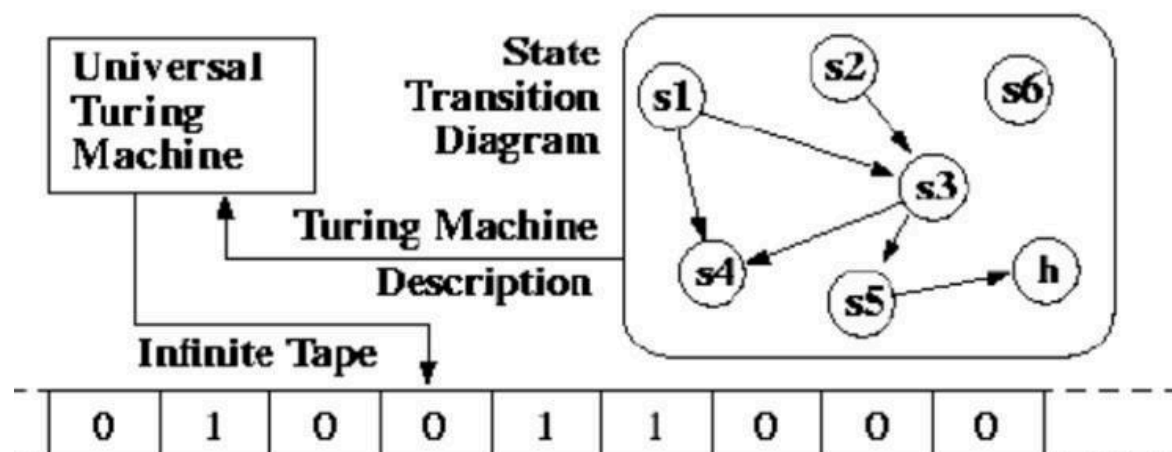 Universal
Turing
Machine
State
Transition
Diagram
s1
s2
s6
s3
s4
s5
h
Turing Machine
Description
Infinite Tape
0 1 0 0 1 1 0 0 0